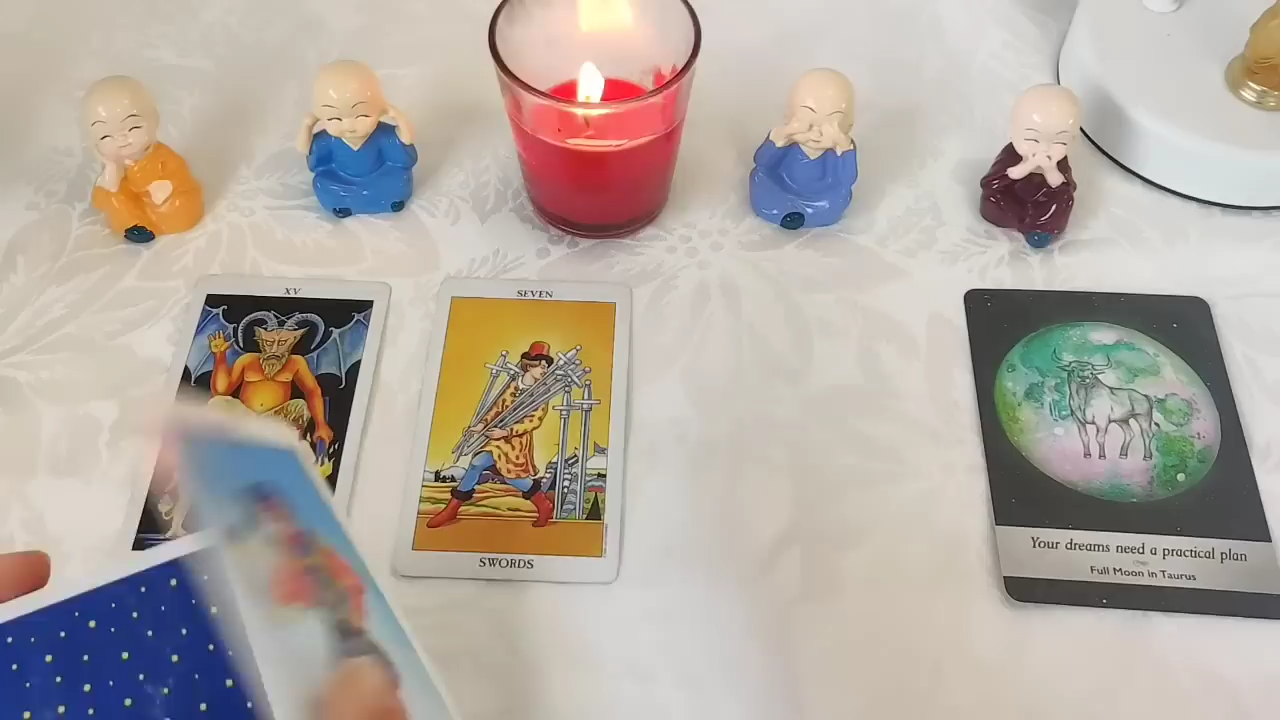 XV
SEVEN
SWORDS
Your dreams need a practical plan
Full Moon in Taurus